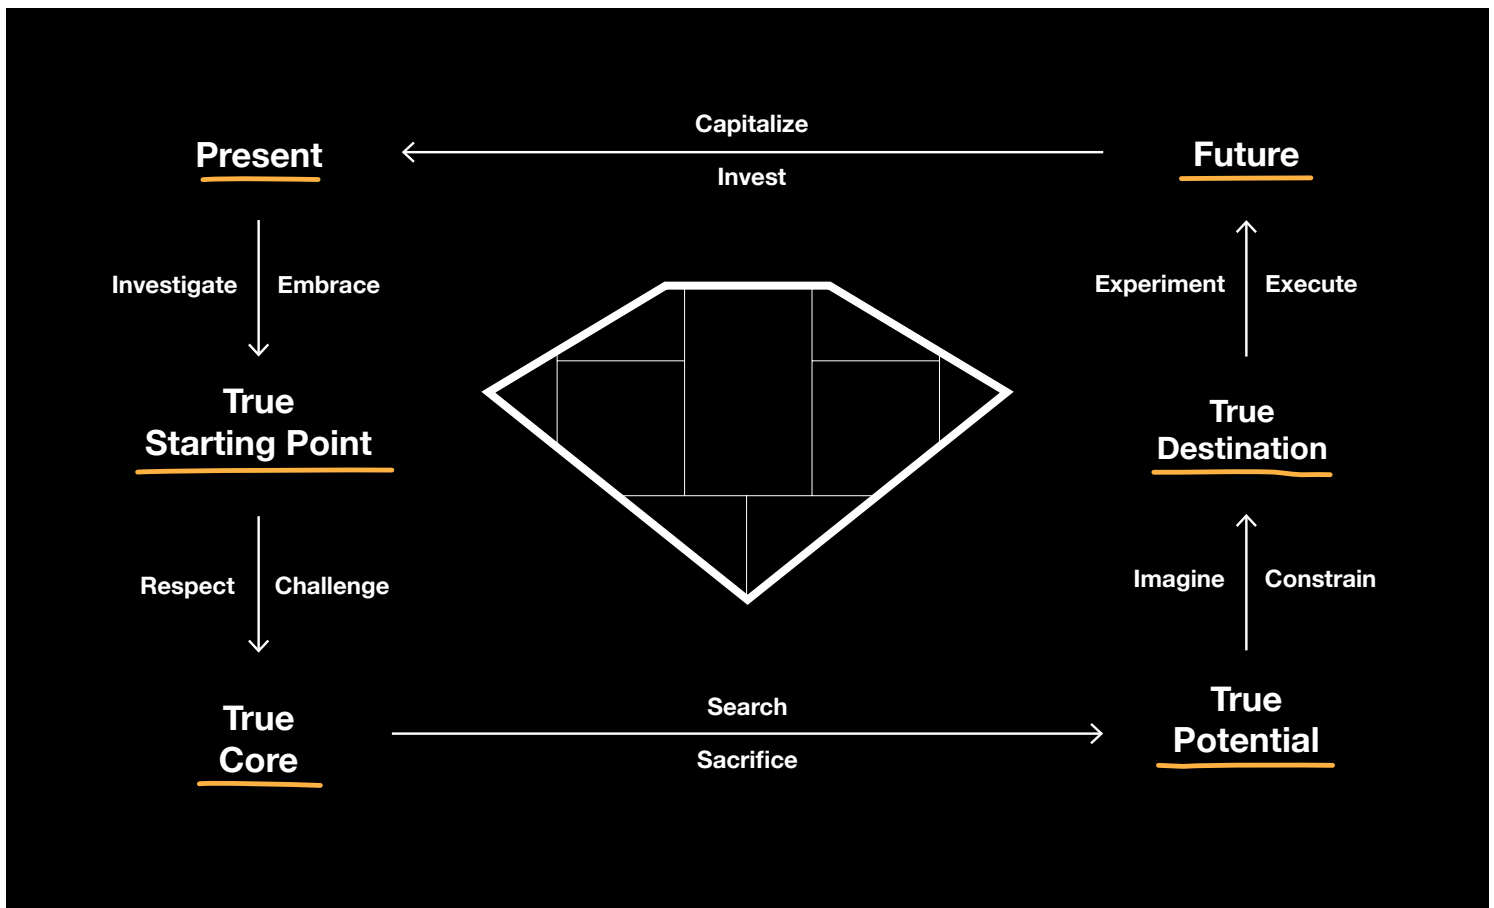 Capitalize
Present
Future
Invest
Investigate
Embrace
Experiment
Execute
True
Starting Point
True
Destination
Respect
Challenge
Imagine
Constrain
True
Core
Search
Sacrifice
True
Potential